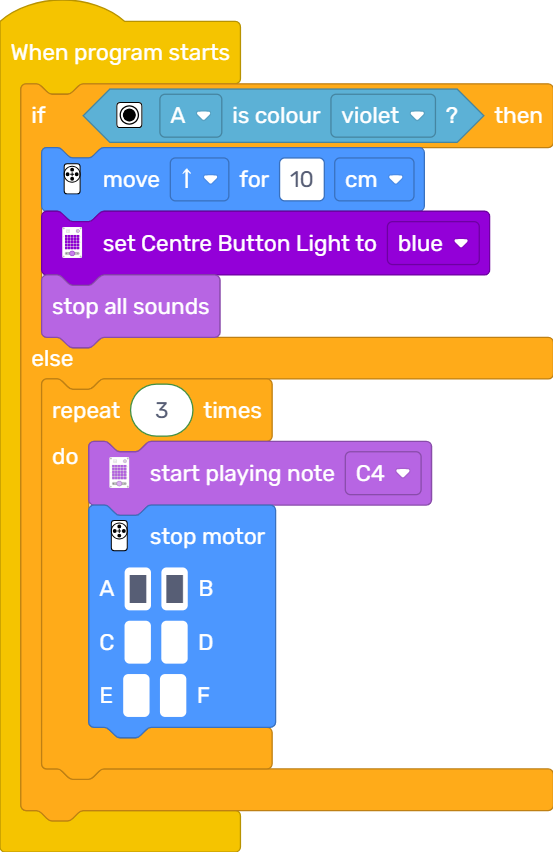 When program starts
if A is colour violet ? then
move ↑ for 10 cm
set Centre Button Light to blue
stop all sounds
else
repeat 3 times
do
start playing note C4
stop motor
A B
C D
E F